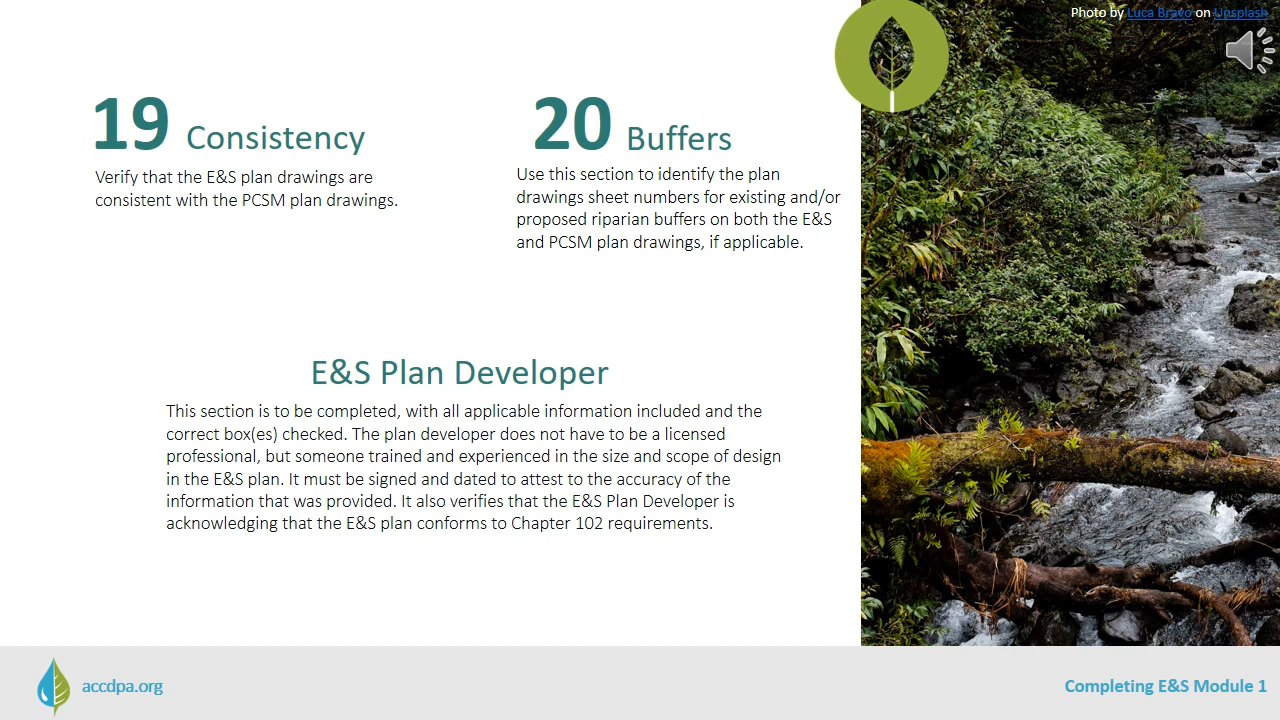 Photo by Luca Bravo on Unsplash
19 Consistency
Verify that the E&S plan drawings are
consistent with the PCSM plan drawings.
20 Buffers
Use this section to identify the plan
drawings sheet numbers for existing and/or
proposed riparian buffers on both the E&S
and PCSM plan drawings, if applicable.
E&S Plan Developer
This section is to be completed, with all applicable information included and the
correct box(es) checked. The plan developer does not have to be a licensed
professional, but someone trained and experienced in the size and scope of design
in the E&S plan. It must be signed and dated to attest to the accuracy of the
information that was provided. It also verifies that the E&S Plan Developer is
acknowledging that the E&S plan conforms to Chapter 102 requirements.
accdpa.org
Completing E&S Module 1